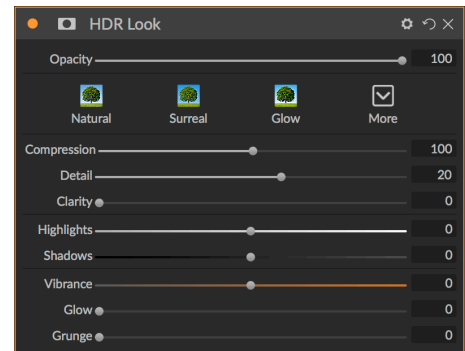 HDR Look
Opacity 100
Natural Surreal Glow More
Compression 100
Detail 20
Clarity 0
Highlights 0
Shadows 0
Vibrance 0
Glow 0
Grunge 0